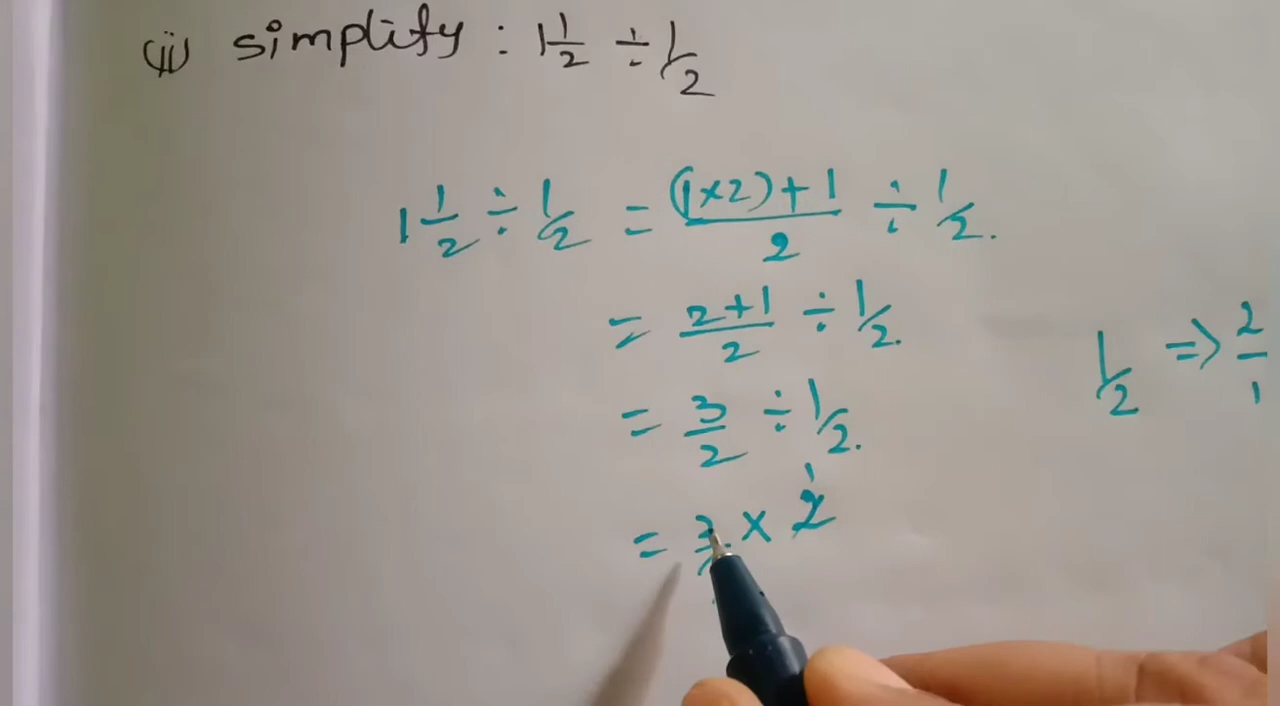 (ii) simplify : 1 1/2 ÷ 1/2
1 1/2 ÷ 1/2 = (1×2)+1/2 ÷ 1/2.
= 2+1/2 ÷ 1/2.
1/2 => 2/1
= 3/2 ÷ 1/2.
1
= 3/ × 2